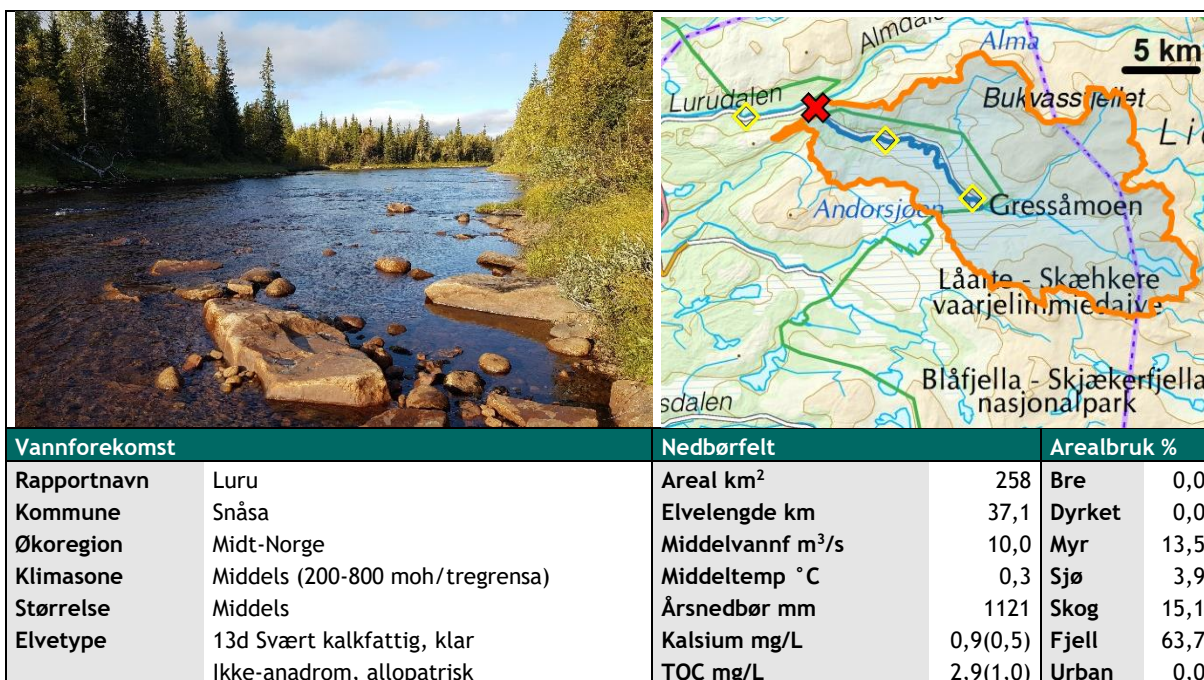 Almdale
Alma
5 km
Lurudalen
Bukvassfjellet
Li
Andorsjøen
Gressåmoen
Låarte - Skæhkere
vaarjelimmiedajve
Blåfjella - Skjækerfjella
nasjonalpark
sdalen
Vannforekomst Nedbørfelt Arealbruk %
Rapportnavn Luru Areal km² 258 Bre 0,0
Kommune Snåsa Elvelengde km 37,1 Dyrket 0,0
Økoregion Midt-Norge Middelvannf m³/s 10,0 Myr 13,5
Klimasone Middels (200-800 moh/tregrensa) Middeltemp °C 0,3 Sjø 3,9
Størrelse Middels Årsnedbør mm 1121 Skog 15,1
Elvetype 13d Svært kalkfattig, klar Kalsium mg/L 0,9(0,5) Fjell 63,7
Ikke-anadrom, allopatrisk TOC mg/L 2,9(1,0) Urban 0,0